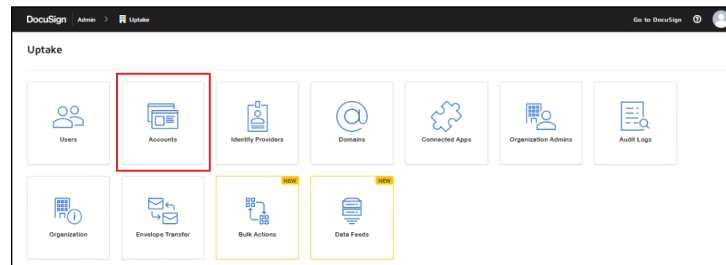 DocuSign Admin > Uptake Go to DocuSign ?
Uptake
Users Accounts Identity Providers Domains Connected Apps Organization Admins Audit Logs
NEW NEW
Organization Envelope Transfer Bulk Actions Data Feeds